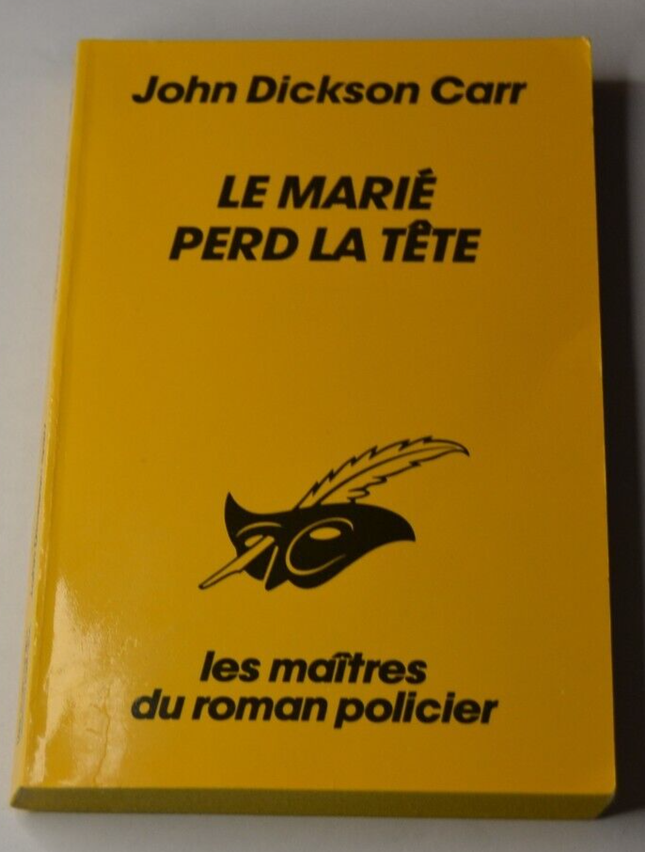 John Dickson Carr
LE MARIÉ
PERD LA TÊTE
les maîtres
du roman policier